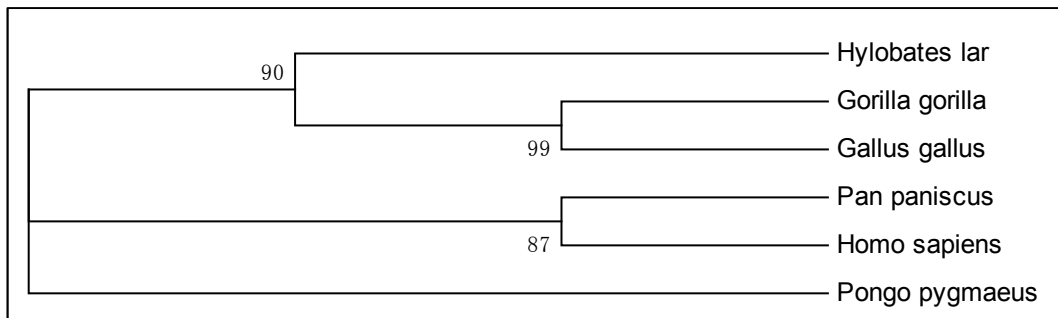 Hylobates lar
90
Gorilla gorilla
99
Gallus gallus
Pan paniscus
87
Homo sapiens
Pongo pygmaeus